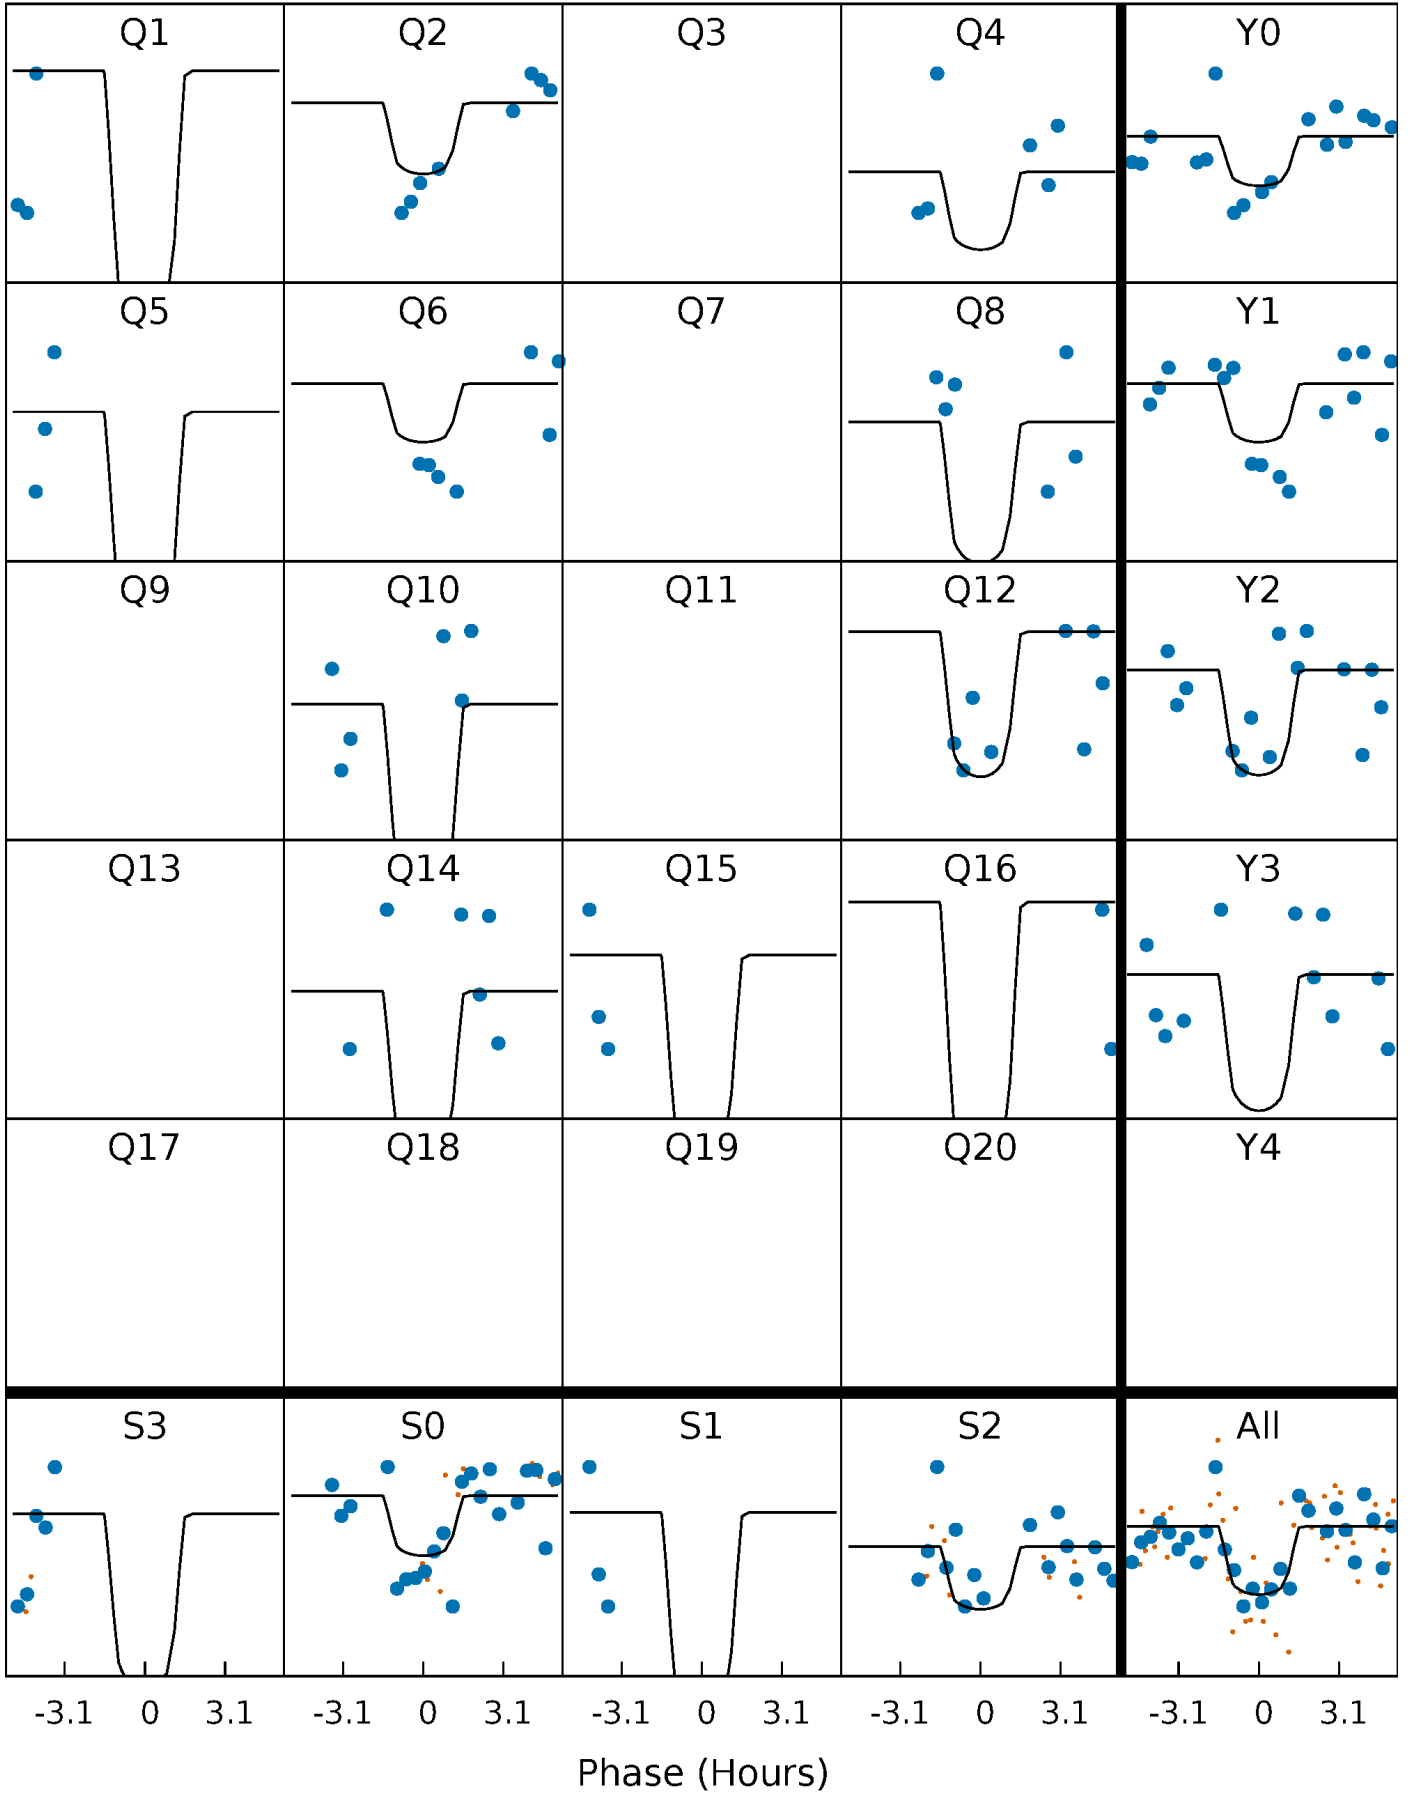 Q1 Q2 Q3 Q4 Y0
Q5 Q6 Q7 Q8 Y1
Q9 Q10 Q11 Q12 Y2
Q13 Q14 Q15 Q16 Y3
Q17 Q18 Q19 Q20 Y4
S3 S0 S1 S2 All
-3.1 0 3.1 -3.1 0 3.1 -3.1 0 3.1 -3.1 0 3.1 -3.1 0 3.1
Phase (Hours)